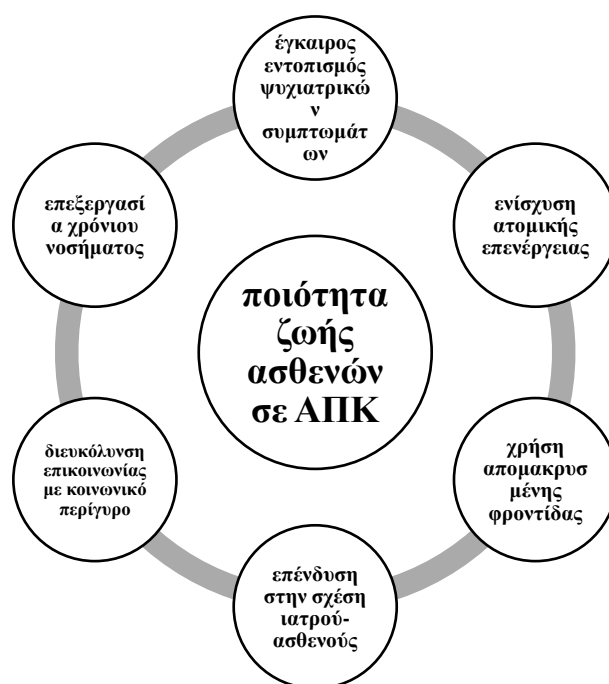 έγκαιρος
εντοπισμός
ψυχιατρικώ
ν
συμπτωμάτ
ων
ενίσχυση
ατομικής
επενέργειας
χρήση
απομακρυσ
μένης
φροντίδας
επένδυση
στην σχέση
ιατρού-
ασθενούς
διευκόλυνση
επικοινωνίας
με κοινωνικό
περίγυρο
επεξεργασί
α χρόνιου
νοσήματος
ποιότητα
ζωής
ασθενών
σε ΑΠΚ